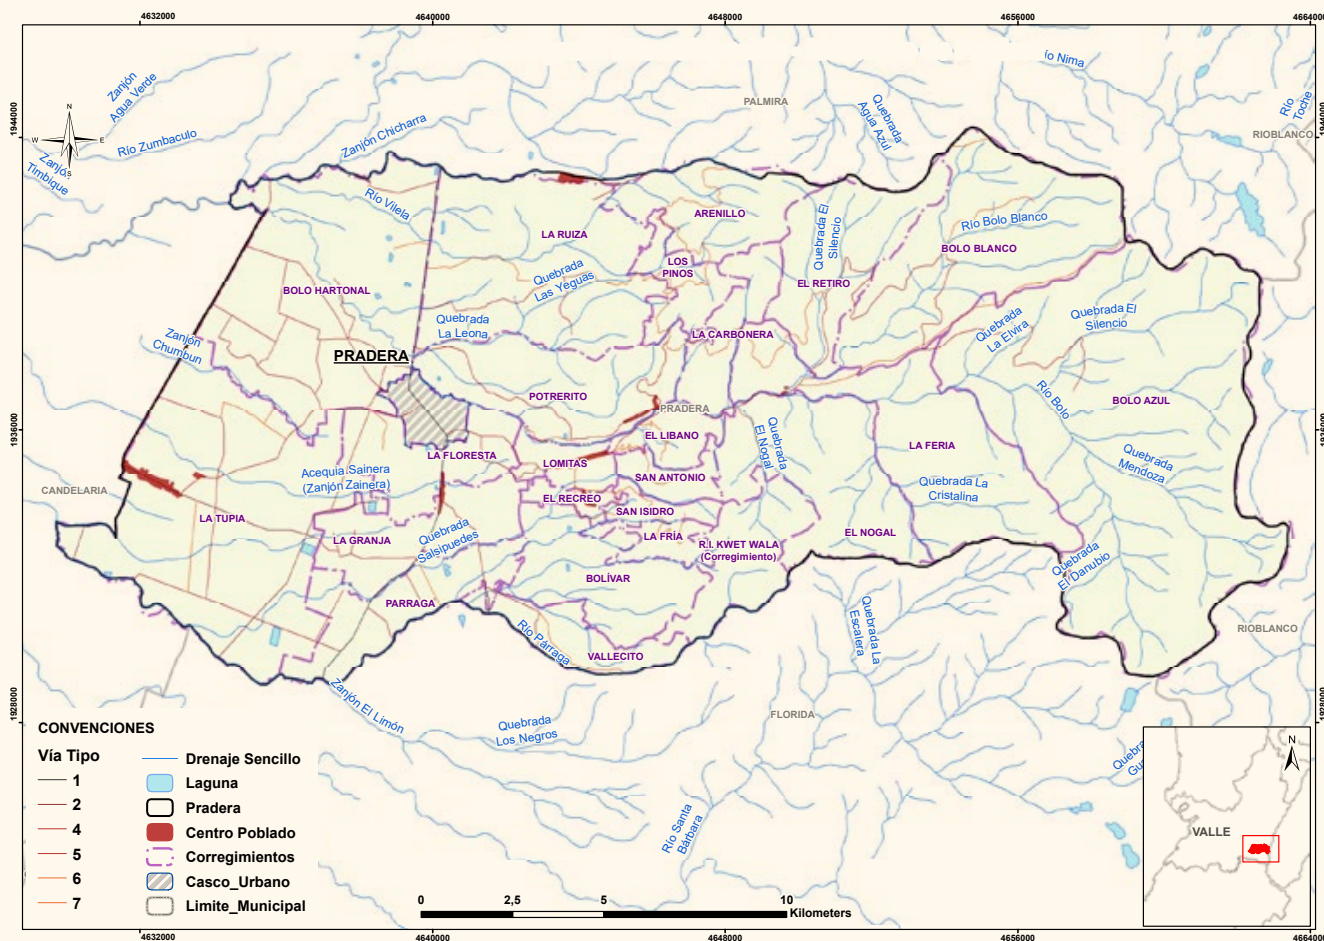 4632000
4640000
4648000
4656000
4664000
1944000
1944000
Zanjón
Agua Verde
Río Zumbaculo
Zanjón Chicharra
N
W
E
S
Timbique
PALMIRA
Quebrada
Agua Azul
ío Nima
Río
Toche
RIOBLANCO
Río Vilela
LA RUIZA
ARENILLO
LOS
PINOS
Quebrada El
Silencio
EL RETIRO
Río Bolo Blanco
BOLO BLANCO
BOLO HARTONAL
Quebrada
Las Yeguas
Quebrada
La Leona
LA CARBONERA
Quebrada
La Elvira
Quebrada El
Silencio
Zanjón
Chumbun
PRADERA
POTRERITO
PRADERA
Río Bolo
BOLO AZUL
1936000
1936000
EL LIBANO
Quebrada
El Nogal
LA FERIA
Quebrada
Mendoza
LA FLORESTA
LOMITAS
Acequia Sainera
(Zanjón Zainera)
SAN ANTONIO
Quebrada La
Cristalina
CANDELARIA
EL RECREO
SAN ISIDRO
LA TUPIA
LA GRANJA
Quebrada
Salsipuedes
LA FRÍA
R.I. KWET WALA
(Corregimiento)
EL NOGAL
Quebrada
El Danubio
BOLÍVAR
PARRAGA
Río Párraga
VALLECITO
Quebrada La
Escalera
RIOBLANCO
Zanjón El Limón
Quebrada
Los Negros
FLORIDA
Río Santa
Bárbara
1928000
1928000
CONVENCIONES
Vía Tipo
1
2
4
5
6
7
Drenaje Sencillo
Laguna
Pradera
Centro Poblado
Corregimientos
Casco_Urbano
Limite_Municipal
0
2,5
5
10
Kilometers
N
VALLE
4632000
4640000
4648000
4656000
4664000